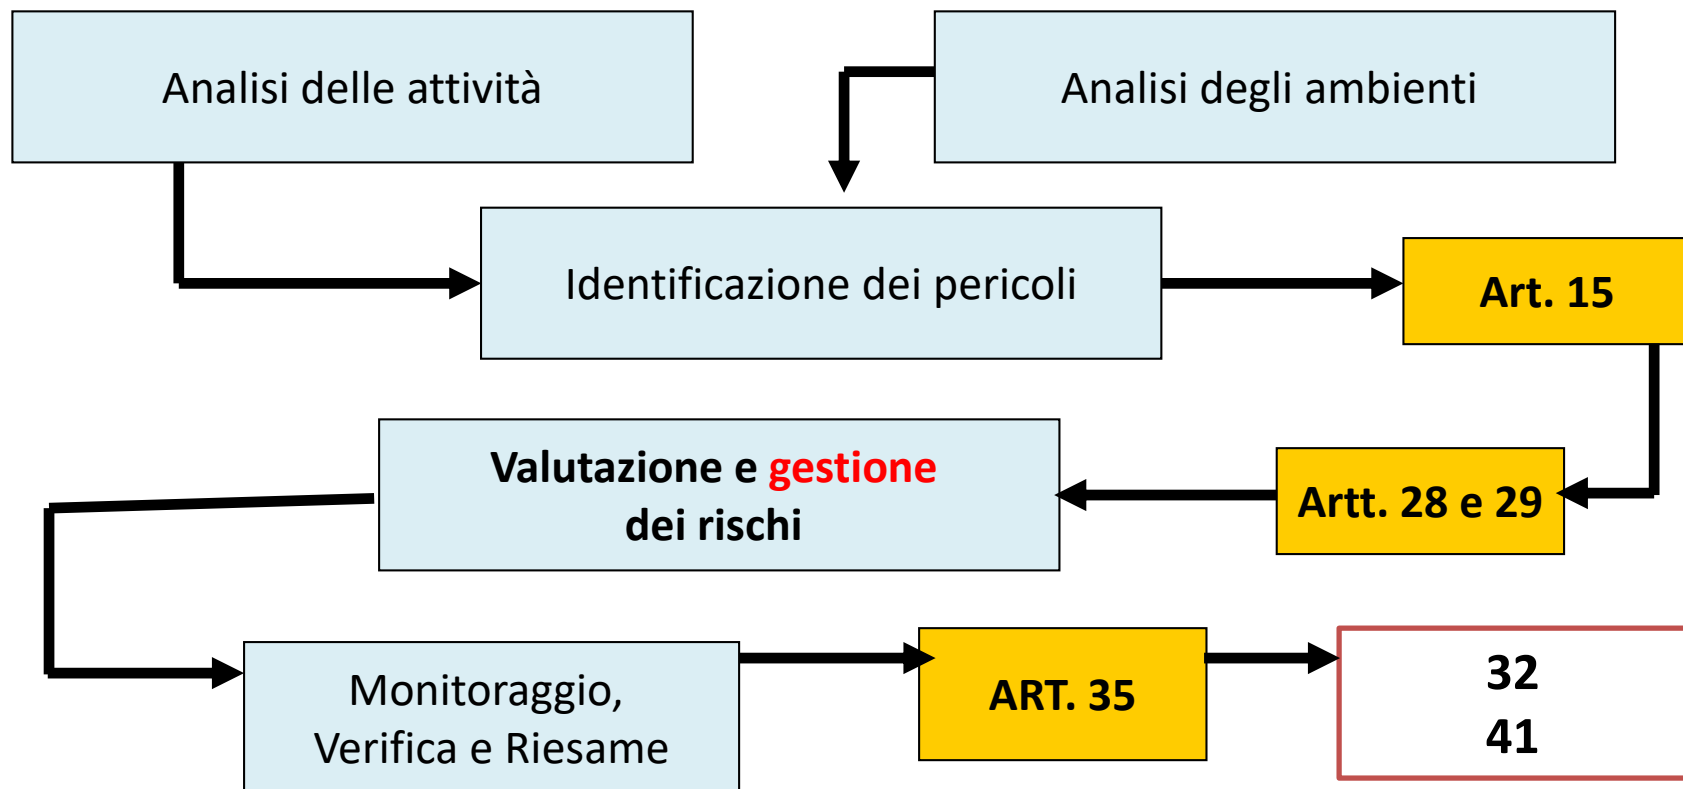 Analisi delle attività
Analisi degli ambienti
Identificazione dei pericoli
Art. 15
Valutazione e gestione
dei rischi
Artt. 28 e 29
Monitoraggio,
Verifica e Riesame
ART. 35
32
41